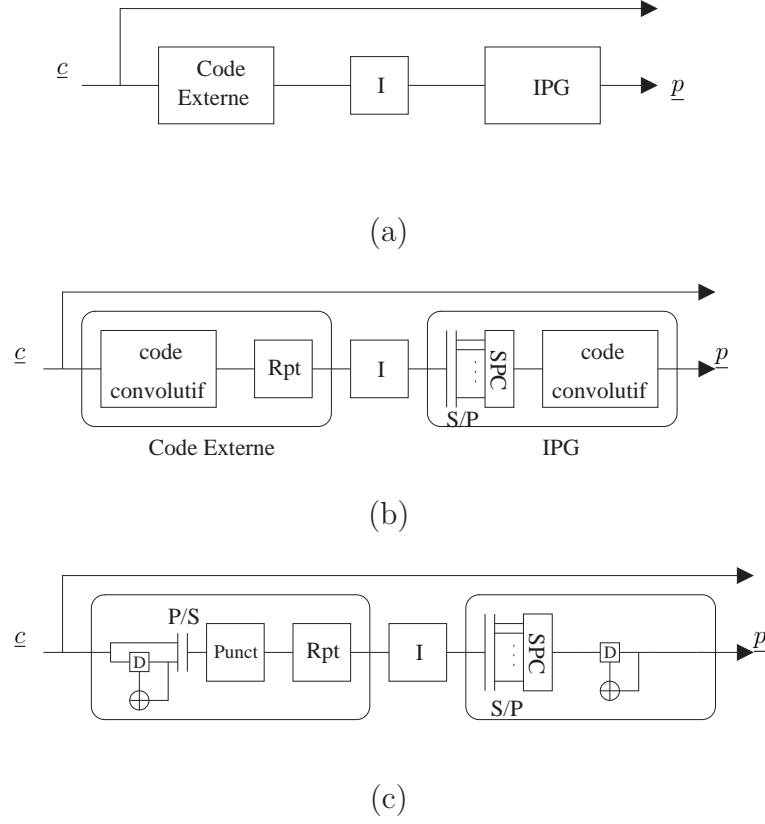 c
Code
Externe
I
IPG
p
(a)
c
code
convolutif
Rpt
I
SPC
code
convolutif
p
S/P
Code Externe
IPG
(b)
c
P/S
D
Punct
Rpt
I
SPC
D
p
S/P
(c)